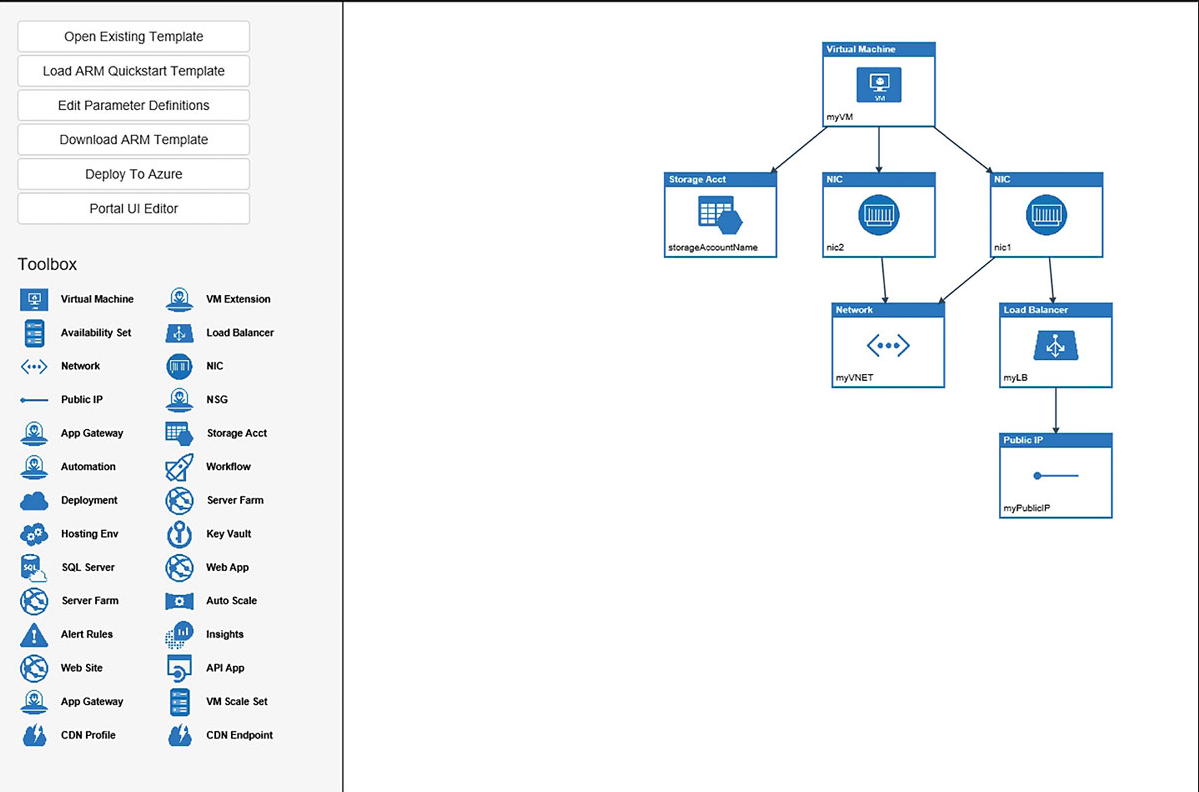 Open Existing Template
Load ARM Quickstart Template
Edit Parameter Definitions
Download ARM Template
Deploy To Azure
Portal UI Editor
Toolbox
Virtual Machine
VM Extension
Availability Set
Load Balancer
Network
NIC
Public IP
NSG
App Gateway
Storage Acct
Automation
Workflow
Deployment
Server Farm
Hosting Env
Key Vault
SQL
SQL Server
Web App
Server Farm
Auto Scale
Alert Rules
Insights
Web Site
API App
App Gateway
VM Scale Set
CDN Profile
CDN Endpoint
Virtual Machine
VM
myVM
Storage Acct
storageAccountName
NIC
nic2
NIC
nic1
Network
myVNET
Load Balancer
myLB
Public IP
myPublicIP